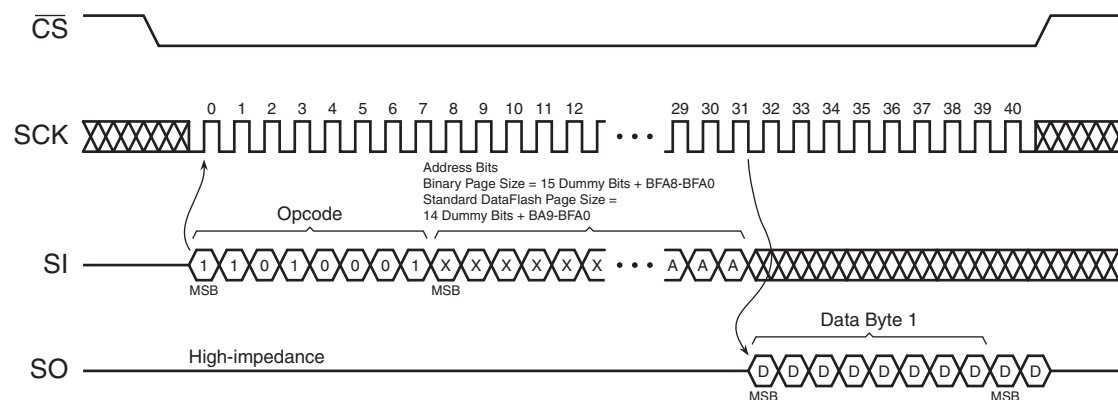 CS
0 1 2 3 4 5 6 7 8 9 10 11 12 29 30 31 32 33 34 35 36 37 38 39 40
SCK
Address Bits
Binary Page Size = 15 Dummy Bits + BFA8-BFA0
Standard DataFlash Page Size =
14 Dummy Bits + BA9-BFA0
Opcode
SI
1 1 0 1 0 0 0 1 X X X X X X A A A
MSB MSB
Data Byte 1
High-impedance
SO
D D D D D D D D D D
MSB MSB